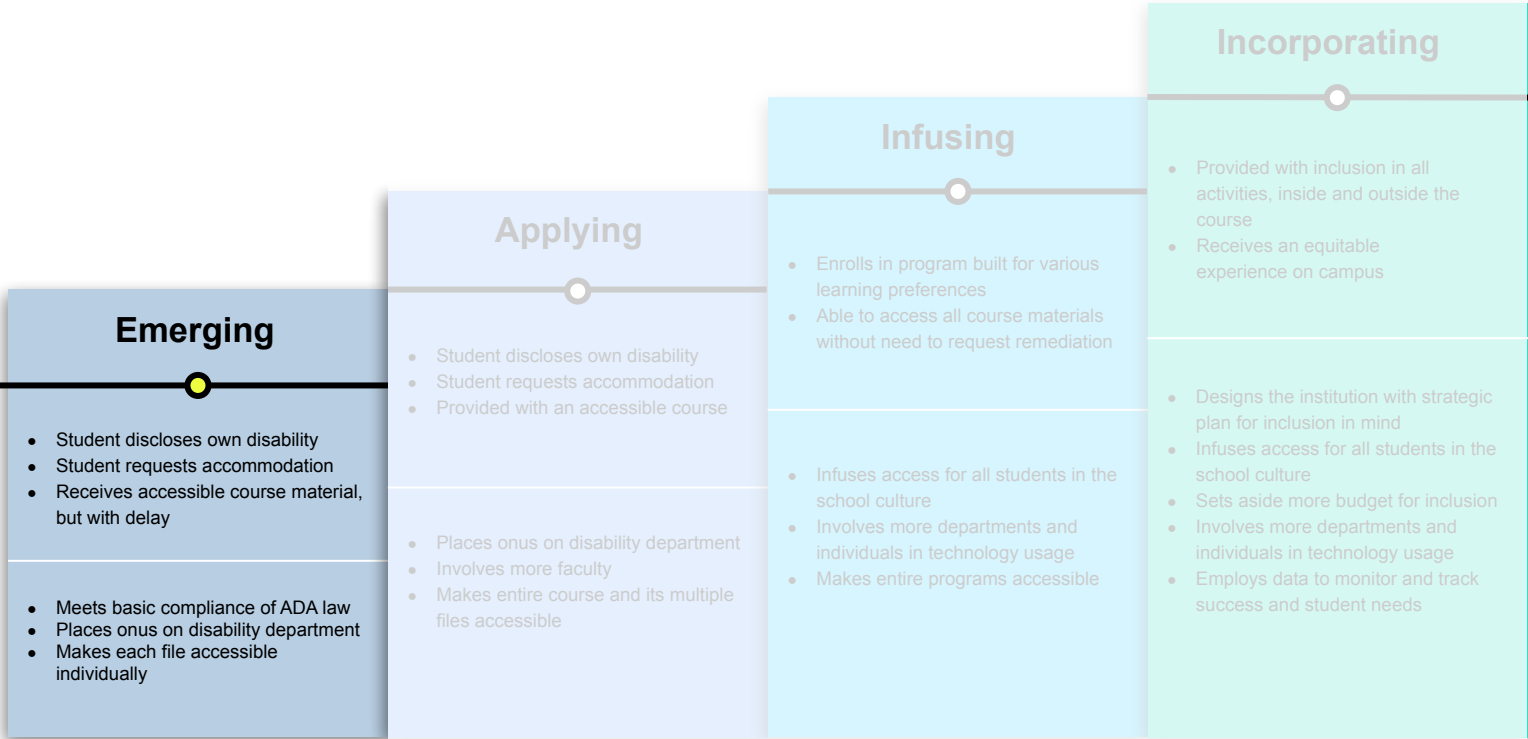 Emerging
Student discloses own disability
Student requests accommodation
Receives accessible course material,
but with delay
Meets basic compliance of ADA law
Places onus on disability department
Makes each file accessible
individually
Applying
Student discloses own disability
Student requests accommodation
Provided with an accessible course
Places onus on disability department
Involves more faculty
Makes entire course and its multiple
files accessible
Infusing
Enrolls in program built for various
learning preferences
Able to access all course materials
without need to request remediation
Infuses access for all students in the
school culture
Involves more departments and
individuals in technology usage
Makes entire programs accessible
Incorporating
Provided with inclusion in all
activities, inside and outside the
course
Receives an equitable
experience on campus
Designs the institution with strategic
plan for inclusion in mind
Infuses access for all students in the
school culture
Sets aside more budget for inclusion
Involves more departments and
individuals in technology usage
Employs data to monitor and track
success and student needs